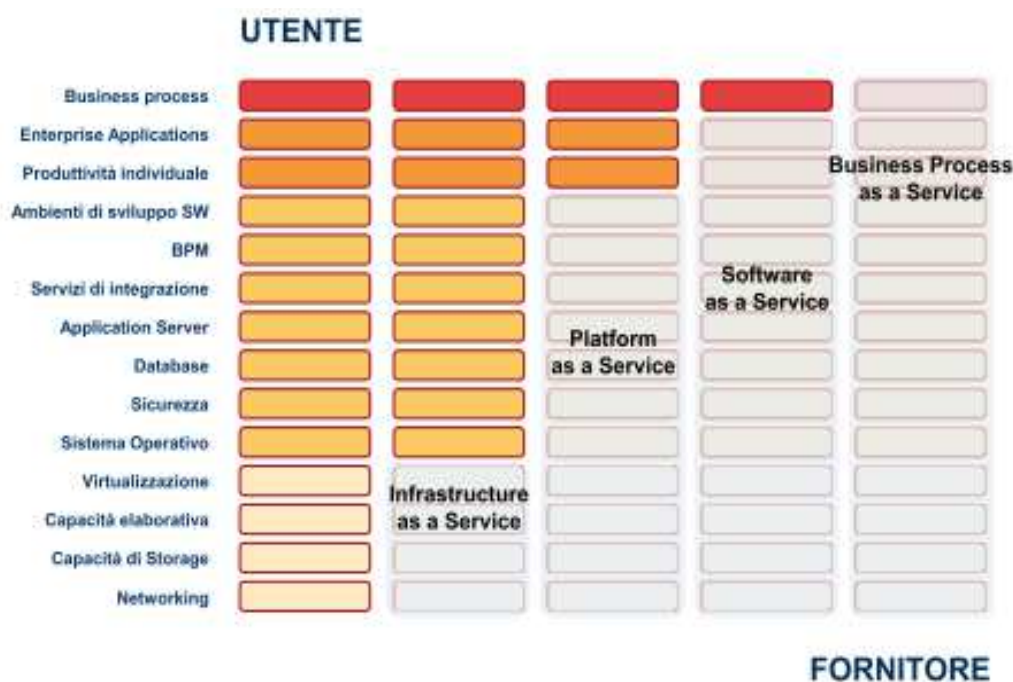 UTENTE
Business process
Enterprise Applications
Produttività individuale
Business Process
as a Service
Ambienti di sviluppo SW
BPM
Servizi di integrazione
Software
as a Service
Application Server
Platform
as a Service
Database
Sicurezza
Sistema Operativo
Virtualizzazione
Infrastructure
as a Service
Capacità elaborativa
Capacità di Storage
Networking
FORNITORE